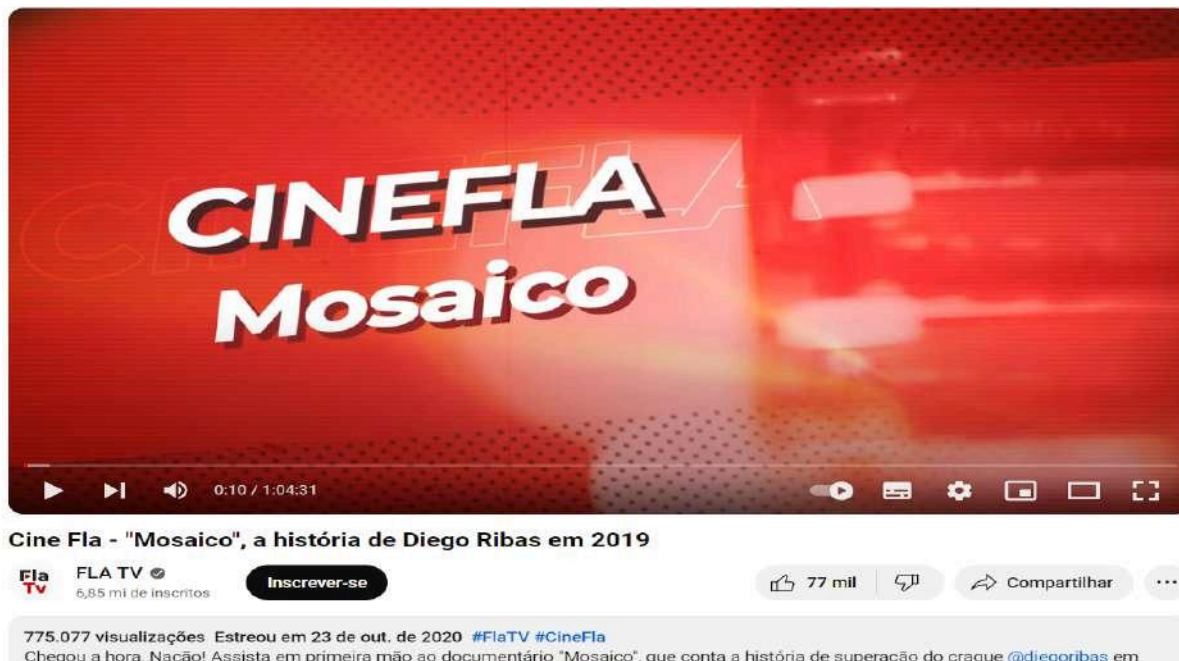 CINEFLA
CINEFLA
Mosaico
0:10 / 1:04:31
Cine Fla - "Mosaico", a história de Diego Ribas em 2019
Fla
Tv
FLA TV
6,85 mi de inscritos
Inscrever-se
77 mil
Compartilhar
775.077 visualizações Estreou em 23 de out. de 2020 #FlaTV #CineFla
Chegou a hora, Nação! Assista em primeira mão ao documentário "Mosaico", que conta a história de superação do craque @diegoribas em